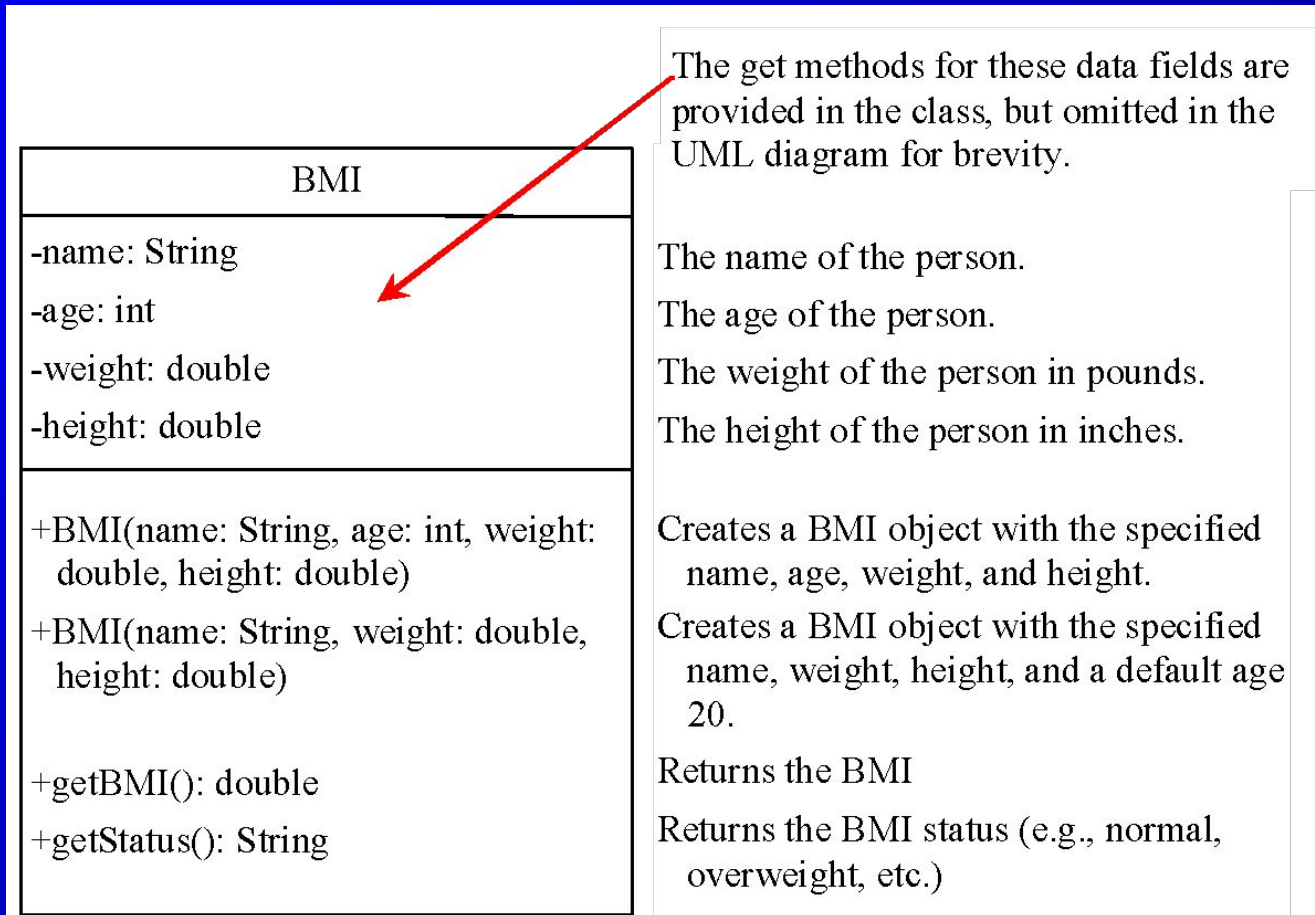 The get methods for these data fields are
provided in the class, but omitted in the
UML diagram for brevity.
BMI
-name: String
The name of the person.
-age: int
The age of the person.
-weight: double
The weight of the person in pounds.
-height: double
The height of the person in inches.
+BMI(name: String, age: int, weight:
double, height: double)
Creates a BMI object with the specified
name, age, weight, and height.
+BMI(name: String, weight: double,
height: double)
Creates a BMI object with the specified
name, weight, height, and a default age
20.
+getBMI(): double
Returns the BMI
+getStatus(): String
Returns the BMI status (e.g., normal,
overweight, etc.)